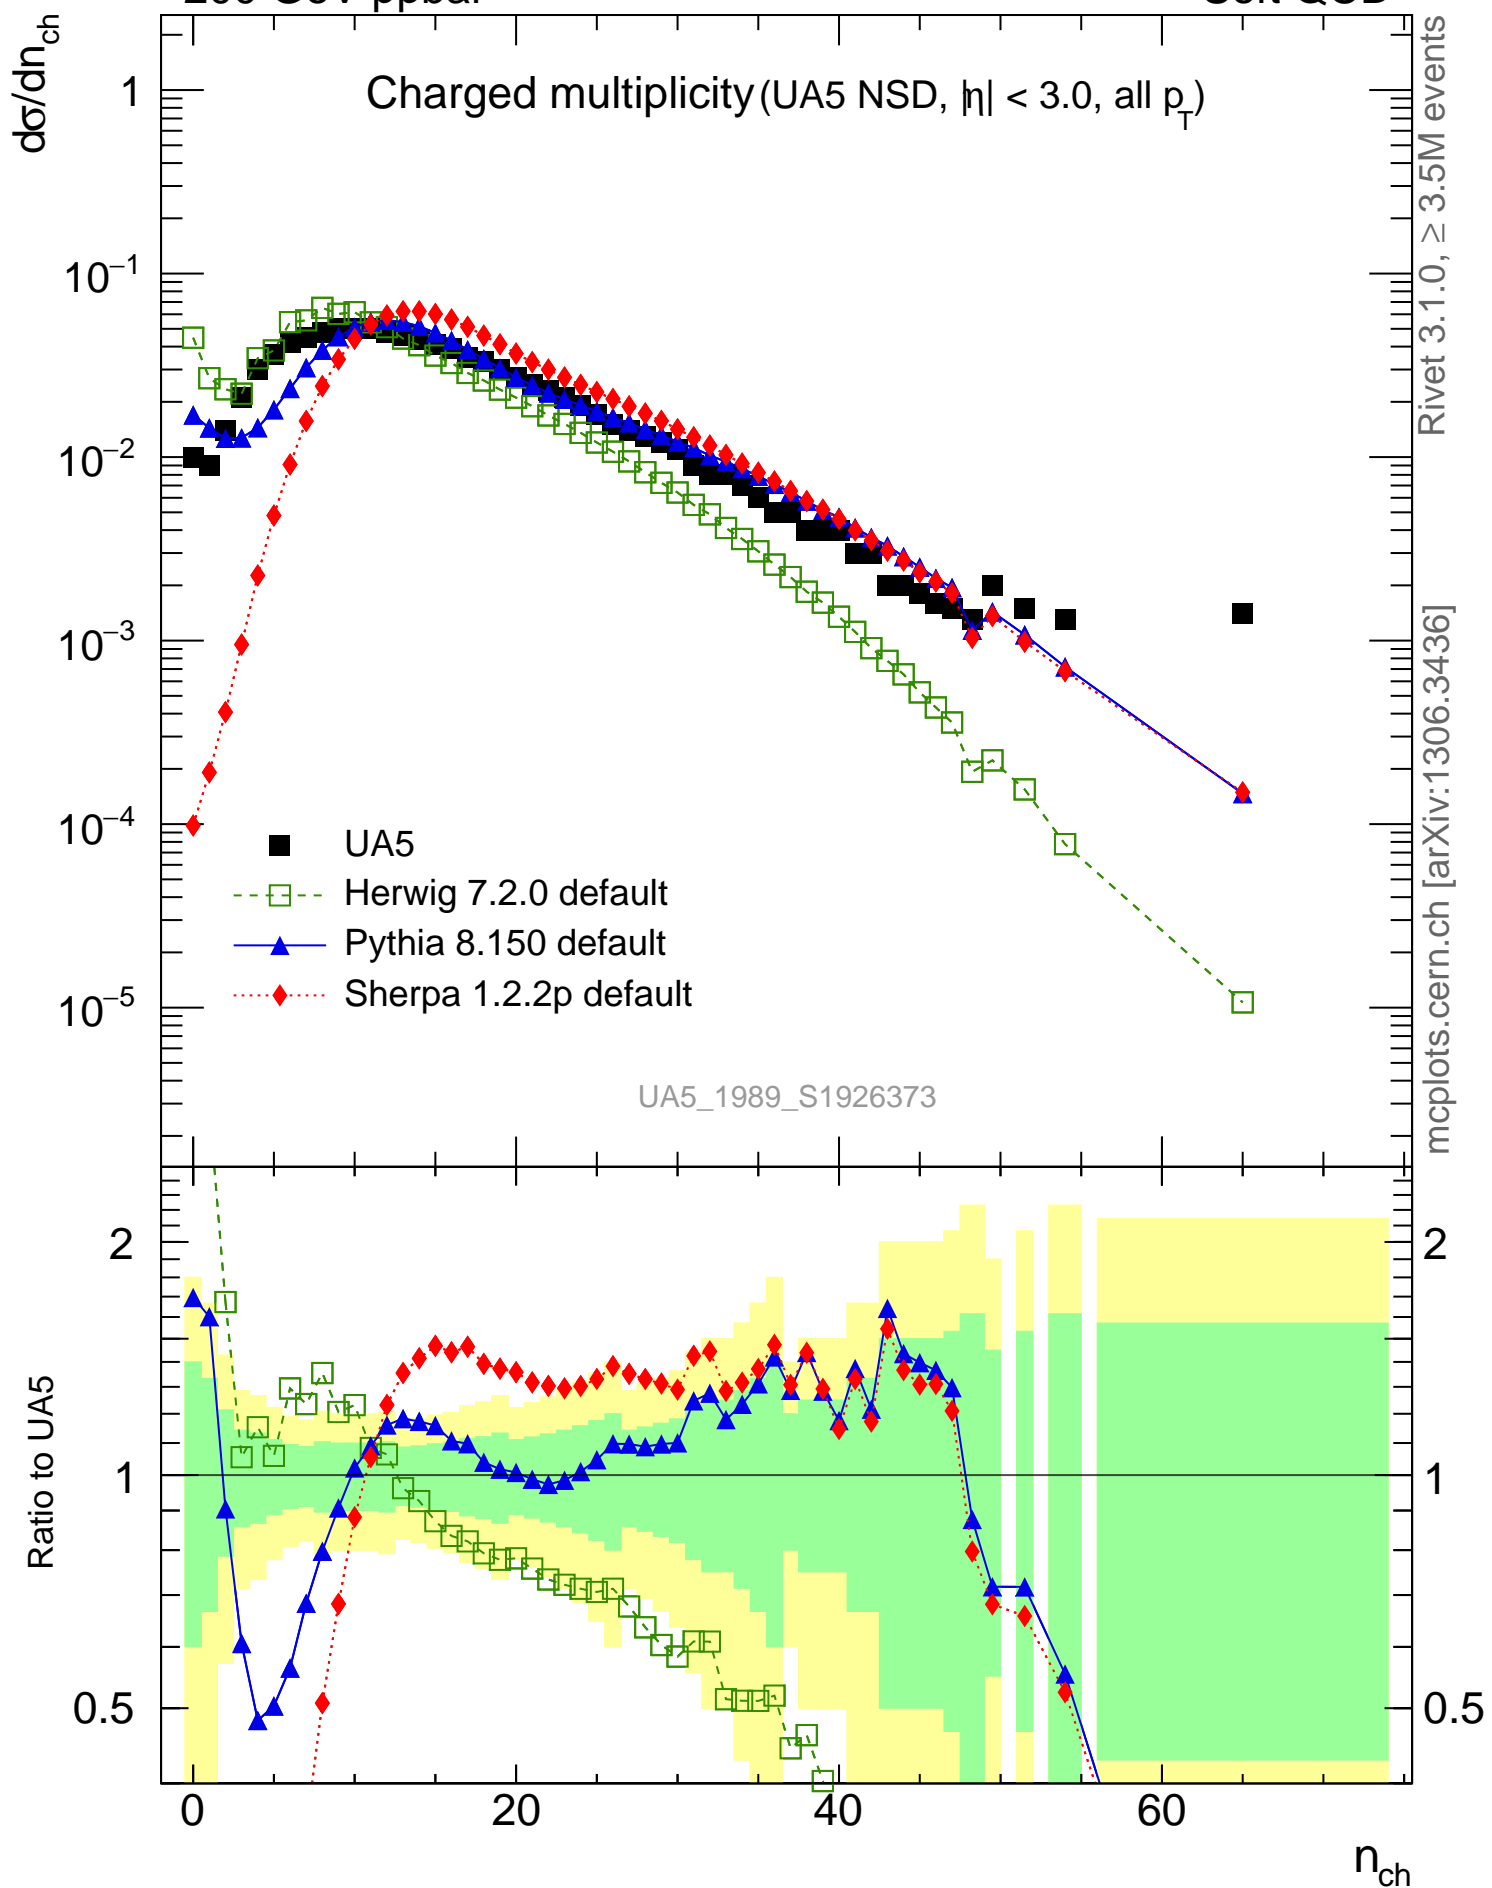 dσ/dn_ch
Charged multiplicity (UA5 NSD, |η| < 3.0, all p_T)
1
10⁻¹
10⁻²
10⁻³
10⁻⁴
10⁻⁵
UA5
Herwig 7.2.0 default
Pythia 8.150 default
Sherpa 1.2.2p default
UA5_1989_S1926373
Rivet 3.1.0, ≥ 3.5M events
mcplots.cern.ch [arXiv:1306.3436]
Ratio to UA5
2
1
0.5
2
1
0.5
0 20 40 60
n_ch